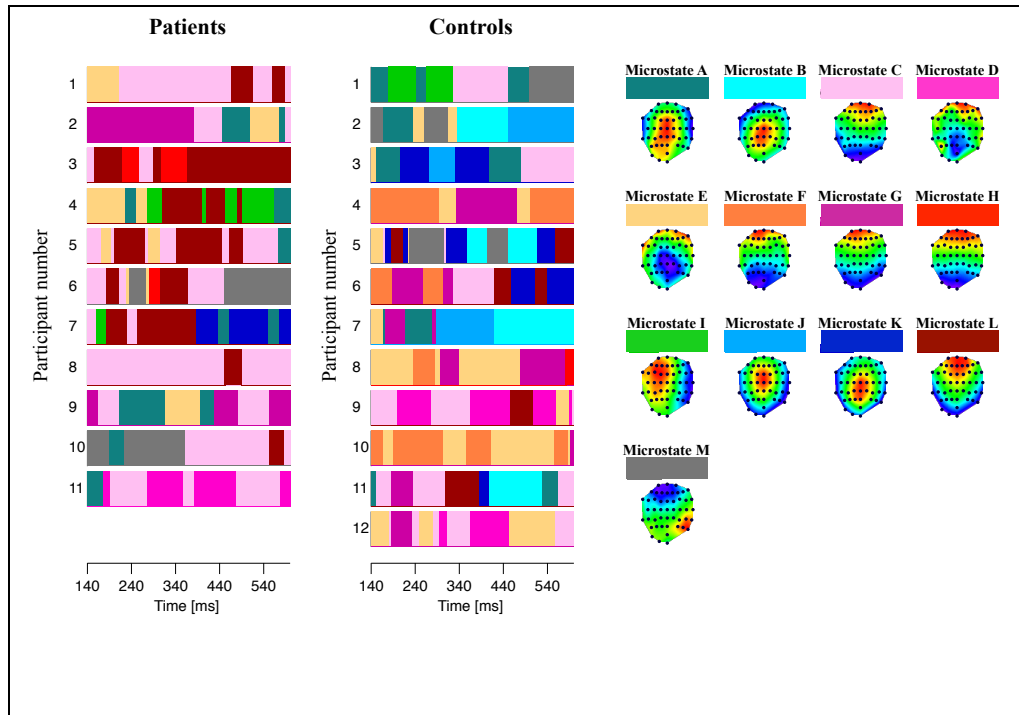 Patients
Controls
Participant number
1
2
3
4
5
6
7
8
9
10
11
140 240 340 440 540
Time [ms]
Participant number
1
2
3
4
5
6
7
8
9
10
11
12
140 240 340 440 540
Time [ms]
Microstate A Microstate B Microstate C Microstate D
Microstate E Microstate F Microstate G Microstate H
Microstate I Microstate J Microstate K Microstate L
Microstate M